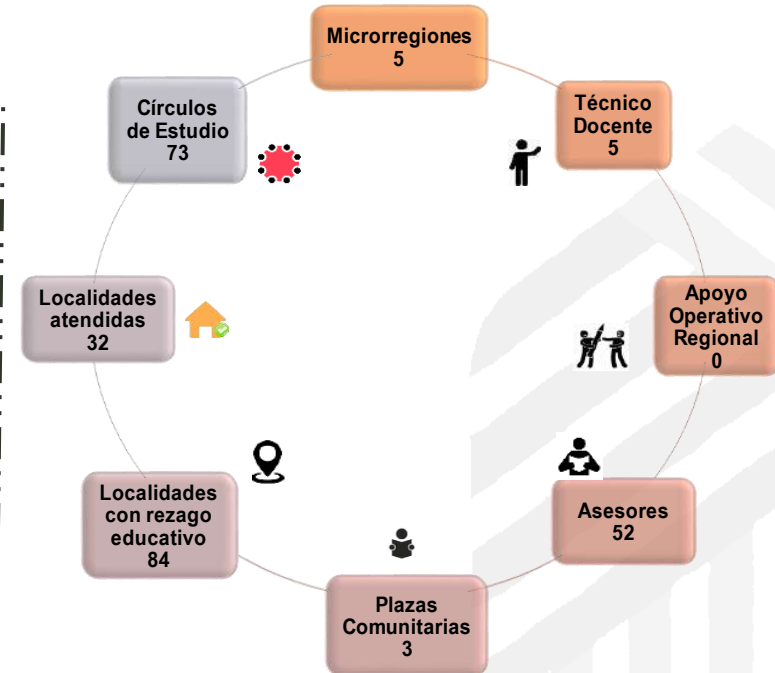 Microrregiones
5
Técnico
Docente
5
Apoyo
Operativo
Regional
0
Asesores
52
Plazas
Comunitarias
3
Localidades
con rezago
educativo
84
Localidades
atendidas
32
Círculos
de Estudio
73